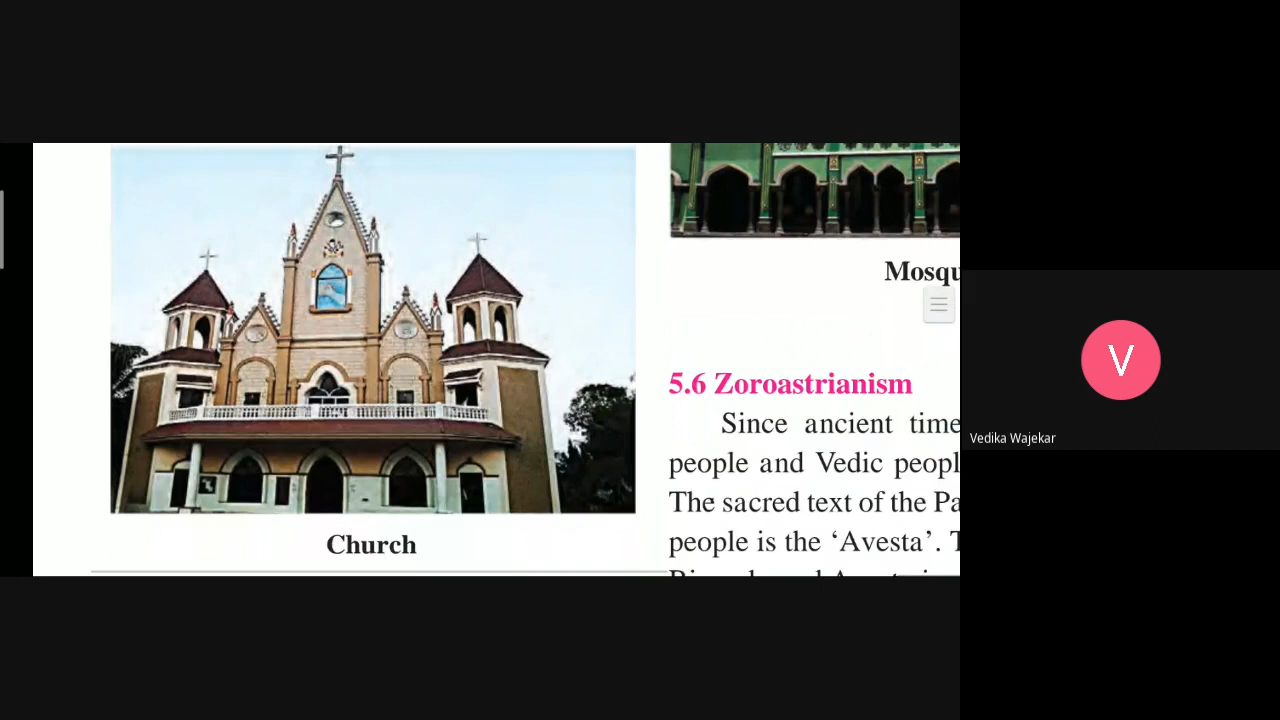 Church
Mosqu
5.6 Zoroastrianism
Since ancient time
people and Vedic peopl
The sacred text of the Pa
people is the ‘Avesta’. T
V
Vedika Wajekar